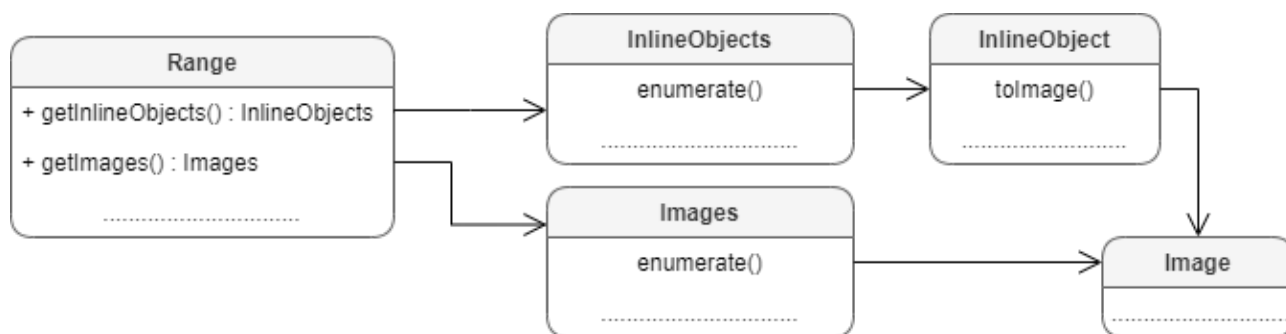 Range
+ getInlineObjects() : InlineObjects
+ getImages() : Images
..............................
InlineObjects
enumerate()
..............................
InlineObject
toImage()
.........................
Images
enumerate()
..............................
Image
...........................